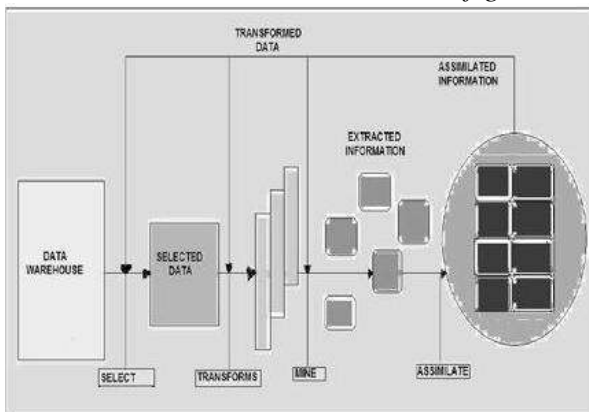 TRANSFORMED
DATA
ASSIMILATED
INFORMATION
EXTRACTED
INFORMATION
DATA
WAREHOUSE
SELECTED
DATA
SELECT
TRANSFORMS
MINE
ASSIMILATE